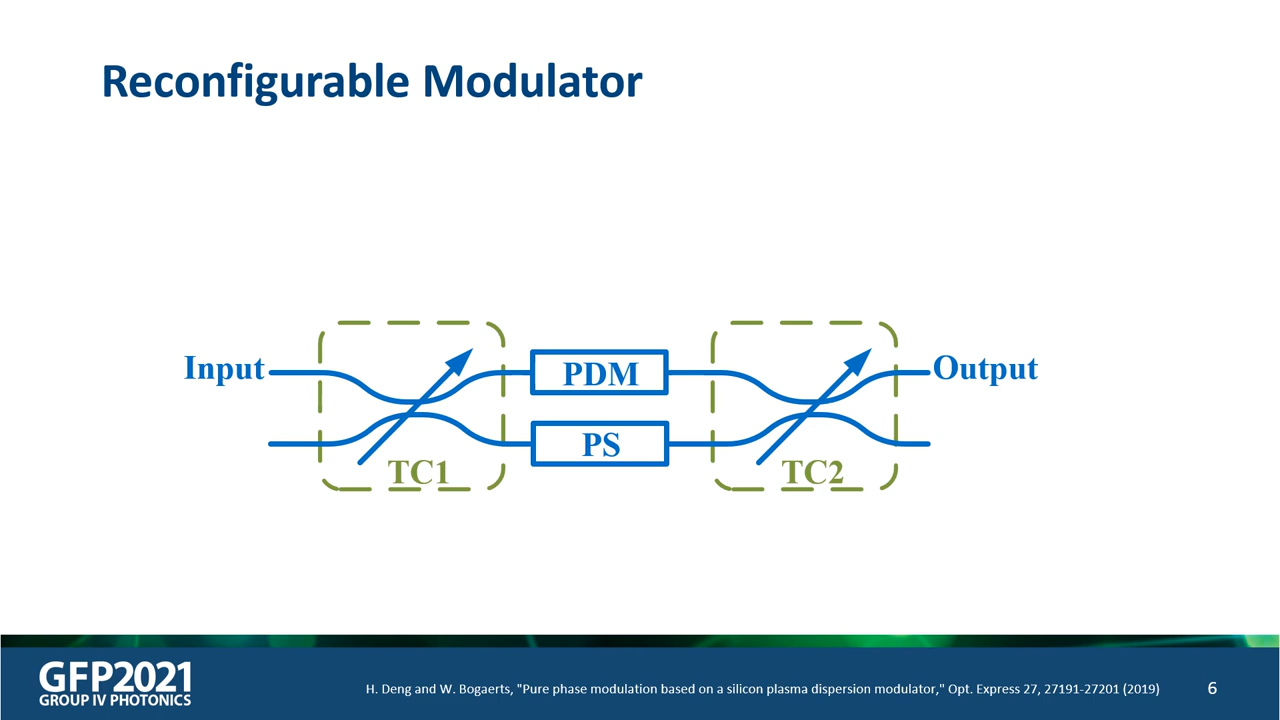 Reconfigurable Modulator
Input
PDM
Output
PS
TC1
TC2
GFP2021
GROUP IV PHOTONICS
H. Deng and W. Bogaerts, "Pure phase modulation based on a silicon plasma dispersion modulator," Opt. Express 27, 27191-27201 (2019)
6